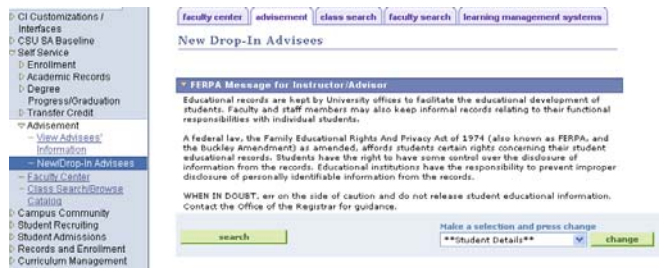 CI Customizations /
Interfaces
CSU SA Baseline
Self Service
Enrollment
Academic Records
Degree
Progress/Graduation
Transfer Credit
Advisement
View Advisees'
Information
New/Drop-In Advisees
Faculty Center
Class Search/Browse
Catalog
Campus Community
Student Recruiting
Student Admissions
Records and Enrollment
Curriculum Management
faculty center advisement class search faculty search learning management systems
New Drop-In Advisees
FERPA Message for Instructor/Advisor
Educational records are kept by University offices to facilitate the educational development of
students. Faculty and staff members may also keep informal records relating to their functional
responsibilities with individual students.
A federal law, the Family Educational Rights And Privacy Act of 1974 (also known as FERPA, and
the Buckley Amendment) as amended, affords students certain rights concerning their student
educational records. Students have the right to have some control over the disclosure of
information from the records. Educational institutions have the responsibility to prevent improper
disclosure of personally identifiable information from the records.
WHEN IN DOUBT, err on the side of caution and do not release student educational information.
Contact the Office of the Registrar for guidance.
Make a selection and press change
search **Student Details** change